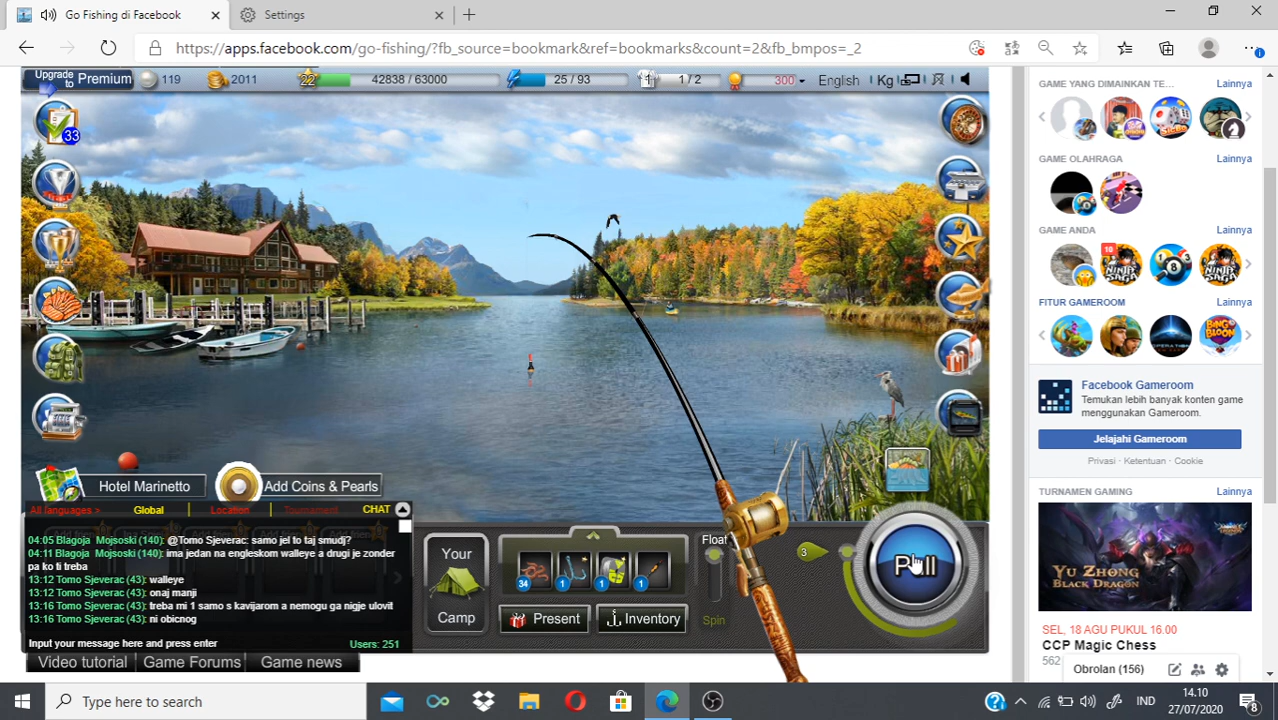 Go Fishing di Facebook
Settings
https://apps.facebook.com/go-fishing/?fb_source=bookmark&ref=bookmarks&count=2&fb_bmpos=_2
Upgrade to Premium
119
2011
22
42838 / 63000
25 / 93
1 / 2
300
English
Kg
33
Hotel Marinetto
Add Coins & Pearls
All languages >
Global
Location
Tournament
CHAT
04:05 Blagoja Mojsoski (140): @Tomo Sjeverac: samo jel to taj smudj?
04:11 Blagoja Mojsoski (140): ima jedan na engleskom walleye a drugi je zonder
pa ko ti treba
13:12 Tomo Sjeverac (43): walleye
13:12 Tomo Sjeverac (43): onaj manji
13:16 Tomo Sjeverac (43): treba mi 1 samo s kavijarom a nemogu ga nigje ulovil
13:16 Tomo Sjeverac (43): ni obicnog
Input your message here and press enter
Users: 251
Video tutorial
Game Forums
Game news
Your
Camp
34
1
1
1
Present
Inventory
Float
Spin
3
Pull
GAME YANG DIMAINKAN TE...
Lainnya
GAME OLAHRAGA
Lainnya
GAME ANDA
Lainnya
10
FITUR GAMEROOM
Lainnya
BINGO
BLON
Facebook Gameroom
Temukan lebih banyak konten game
menggunakan Gameroom.
Jelajahi Gameroom
Privasi · Ketentuan · Cookie
TURNAMEN GAMING
Lainnya
YU ZHONG
BLACK DRAGON
SEL, 18 AGU PUKUL 16.00
CCP Magic Chess
562
Obrolan (156)
Type here to search
IND
14.10
27/07/2020
8